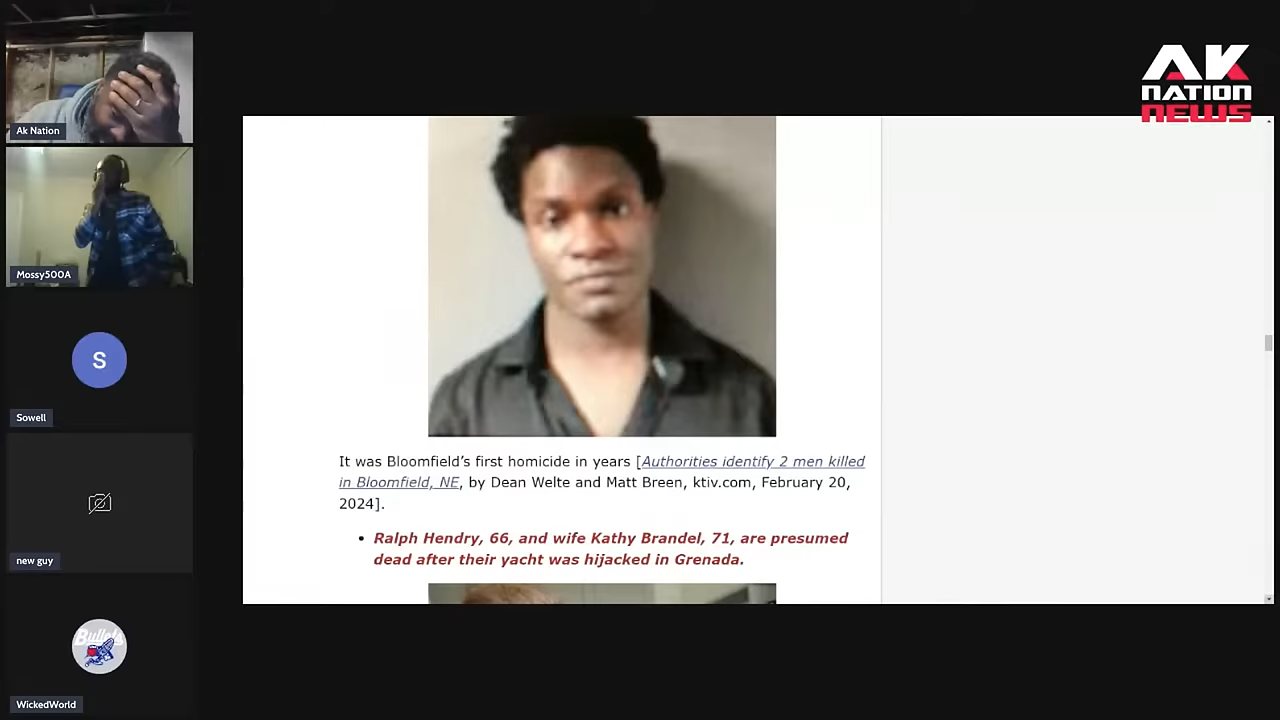 AK
NATION
NEWS
Ak Nation
Mossy500A
S
Sowell
new guy
Bullets
WickedWorld
It was Bloomfield's first homicide in years [Authorities identify 2 men killed
in Bloomfield, NE, by Dean Welte and Matt Breen, ktiv.com, February 20,
2024].
• Ralph Hendry, 66, and wife Kathy Brandel, 71, are presumed
dead after their yacht was hijacked in Grenada.